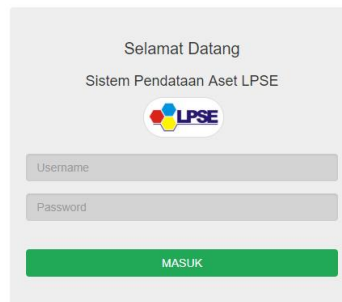 Selamat Datang
Sistem Pendataan Aset LPSE
LPSE
Username
Password
MASUK